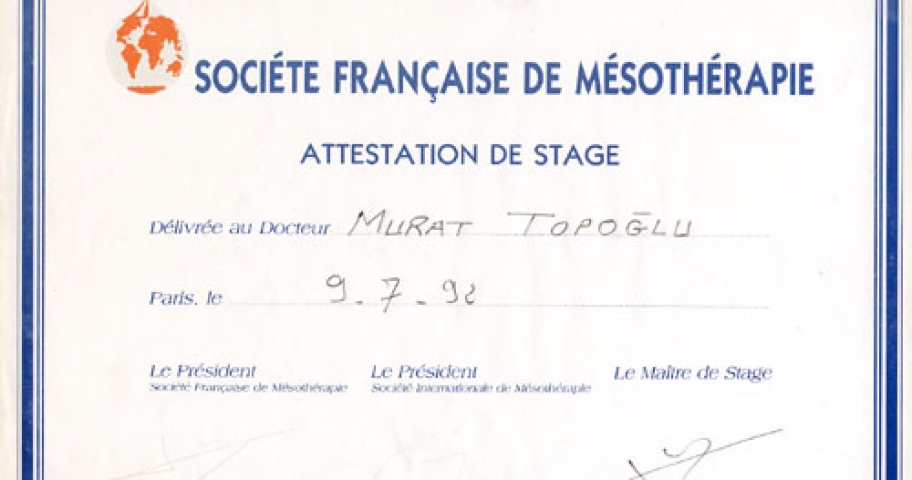 SOCIÉTE FRANÇAISE DE MÉSOTHÉRAPIE
ATTESTATION DE STAGE
Délivrée au Docteur MURAT TOPOĞLU
Paris, le 9.7.92
Le Président Le Président Le Maître de Stage
Société Française de Mésothérapie Société Internationale de Mésothérapie